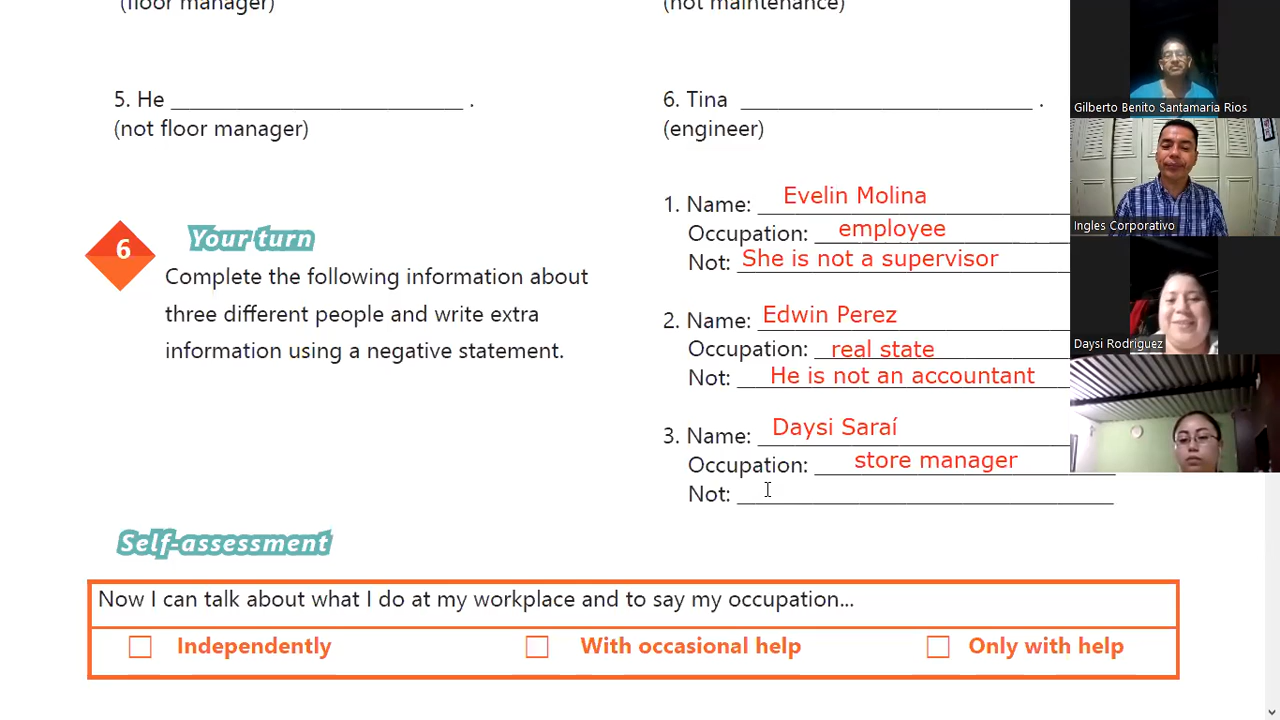 (floor manager)
(not maintenance)
5. He ______________________________ .
(not floor manager)
6. Tina ______________________________ .
(engineer)
6
Your turn
Complete the following information about
three different people and write extra
information using a negative statement.
1. Name: Evelin Molina
Occupation: employee
Not: She is not a supervisor
2. Name: Edwin Perez
Occupation: real state
Not: He is not an accountant
3. Name: Daysi Saraí
Occupation: store manager
Not: ______________________________
Self-assessment
Now I can talk about what I do at my workplace and to say my occupation...
Independently
With occasional help
Only with help
Gilberto Benito Santamaria Rios
Ingles Corporativo
Daysi Rodriguez